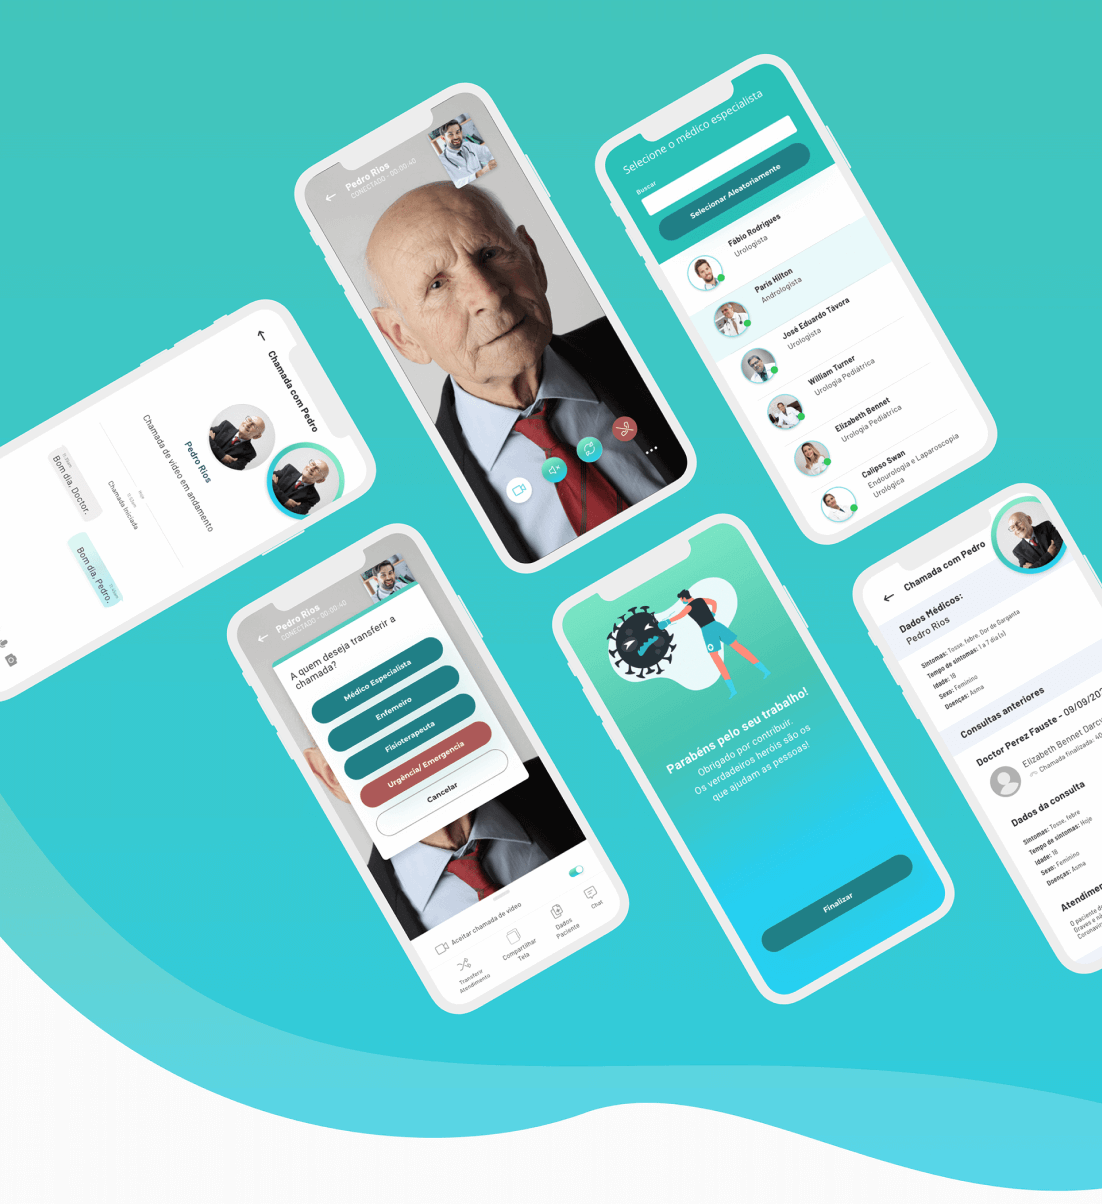 Pedro Rios
CONECTADO - 00:00:40
Selecione o médico especialista
Buscar
Selecionar Aleatoriamente
Fábio Rodrigues
Urologista
Paris Hilton
Andrologista
José Eduardo Távora
Urologista
William Turner
Urologia Pediátrica
Elizabeth Bennet
Urologia Pediátrica
Calipso Swan
Endourologia e Laparoscopia
Urológica
Chamada com Pedro
Pedro Rios
Chamada de vídeo em andamento
Hoje
Chamada Iniciada
Bom dia, Doctor.
Bom dia, Pedro.
Pedro Rios
CONECTADO - 00:00:40
A quem deseja transferir a
chamada?
Médico Especialista
Enfemeiro
Fisioterapeuta
Urgência/ Emergencia
Cancelar
Aceitar chamada de vídeo
Transferir
Atendimento
Compartilhar
Tela
Dados
Paciente
Chat
Parabéns pelo seu trabalho!
Obrigado por contribuir.
Os verdadeiros heróis são os
que ajudam as pessoas!
Finalizar
Chamada com Pedro
Dados Médicos:
Pedro Rios
Sintomas: Tosse, febre, Dor de Garganta
Tempo de sintomas: 1 a 7 dia(s)
Idade: 18
Sexo: Feminino
Doenças: Asma
Consultas anteriores
Doctor Perez Fauste - 09/09/202
Elizabeth Bennet Darcy
Chamada finalizada: 40
Dados da consulta
Sintomas: Tosse, febre
Tempo de sintomas: Hoje
Idade: 18
Sexo: Feminino
Doenças: Asma
Atendimen
O paciente d
Graves e n
Coronavír